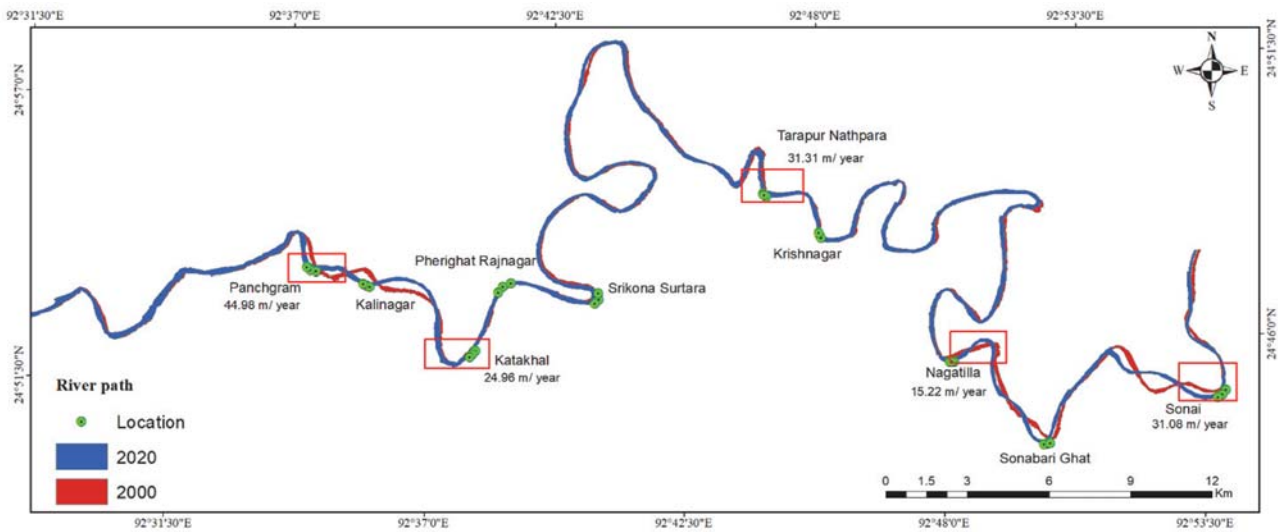 92°31'30"E 92°37'0"E 92°42'30"E 92°48'0"E 92°53'30"E
24°57'0"N
24°51'30"N
N
W E
S
Tarapur Nathpara
31.31 m/ year
Krishnagar
Pherighat Rajnagar
Srikona Surtara
Panchgram
44.98 m/ year
Kalinagar
24°46'0"N
24°51'30"N
Katakhal
24.96 m/ year
Nagatilla
15.22 m/ year
Sonai
31.08 m/ year
Sonabari Ghat
River path
Location
2020
2000
0 1.5 3 6 9 12
Km
92°31'30"E 92°37'0"E 92°42'30"E 92°48'0"E 92°53'30"E